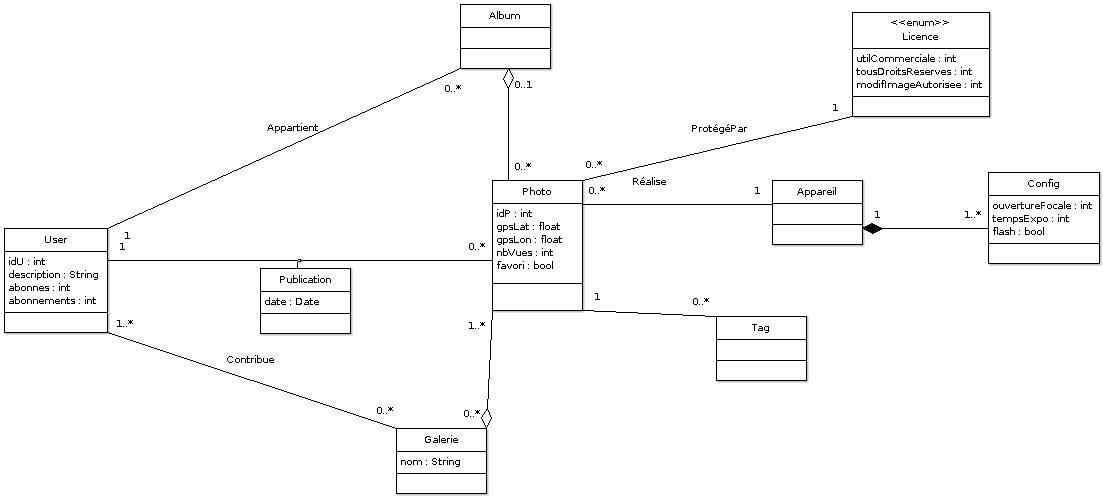 Album
<<enum>>
Licence
utilCommerciale : int
tousDroitsReserves : int
modifImageAutorisee : int
0..1
0..*
Appartient
1
ProtégéPar
0..*
0..*
Réalise
0..*
1
Photo
idP : int
gpsLat : float
gpsLon : float
nbVues : int
favori : bool
Appareil
Config
ouvertureFocale : int
tempsExpo : int
flash : bool
1
1..*
User
idU : int
description : String
abonnes : int
abonnements : int
1
1
0..*
Publication
date : Date
1
0..*
Tag
1..*
1..*
Contribue
0..*
0..*
Galerie
nom : String